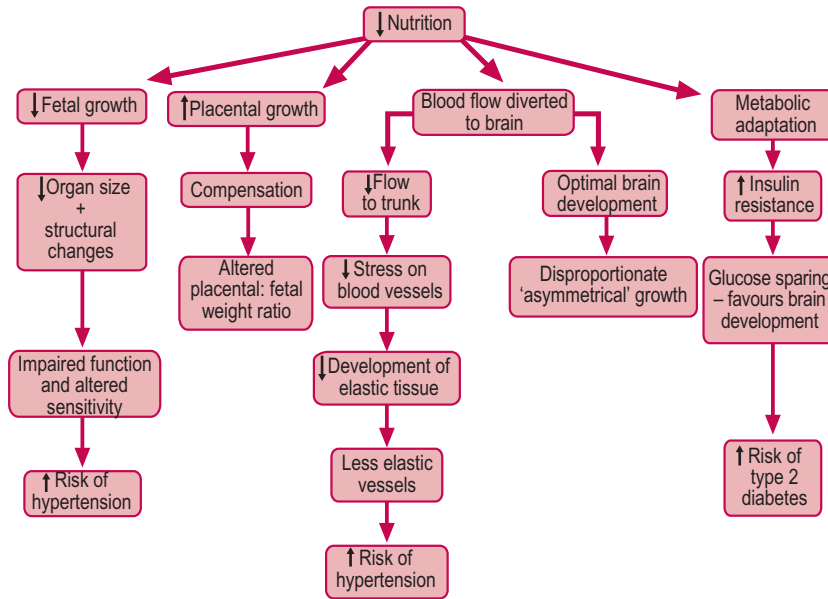 ↓Nutrition
↓Fetal growth
↑Placental growth
Blood flow diverted
to brain
Metabolic
adaptation
↓Organ size
+
structural
changes
Compensation
↓Flow
to trunk
Optimal brain
development
↑Insulin
resistance
Altered
placental: fetal
weight ratio
↓Stress on
blood vessels
Disproportionate
‘asymmetrical’ growth
Glucose sparing
– favours brain
development
Impaired function
and altered
sensitivity
↓Development of
elastic tissue
↑Risk of
hypertension
Less elastic
vessels
↑Risk of
type 2
diabetes
↑Risk of
hypertension